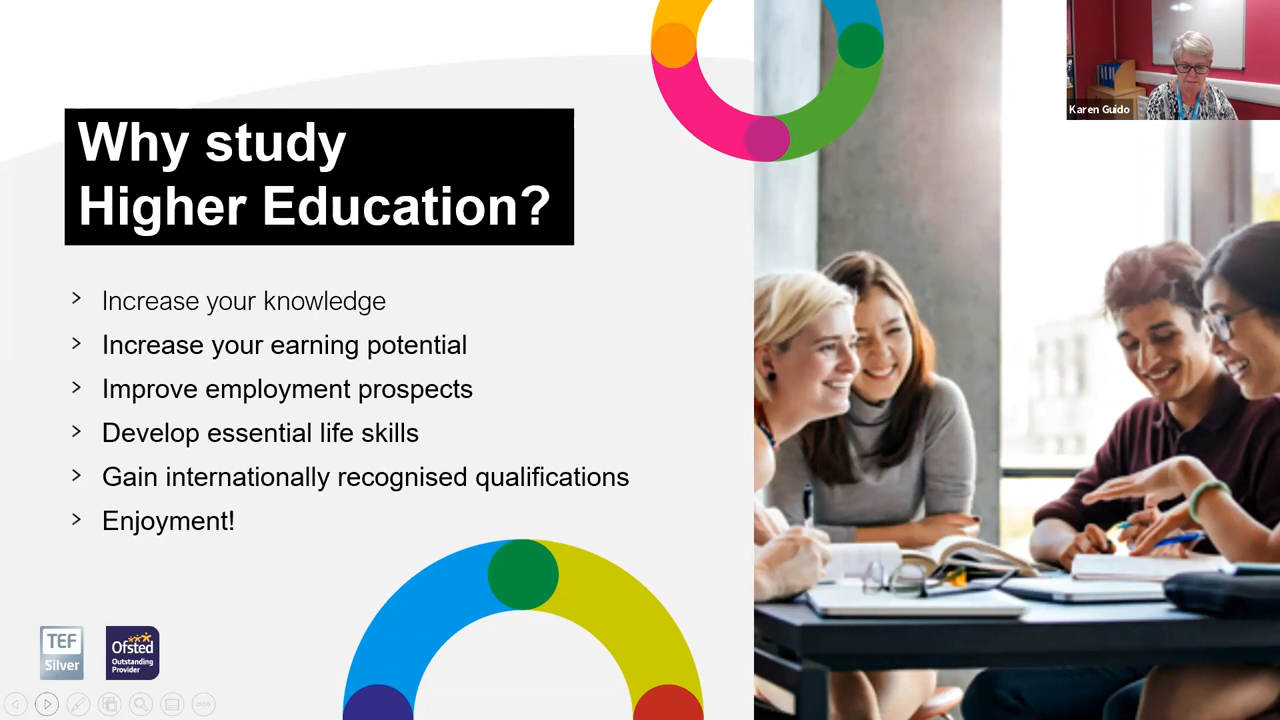 Why study
Higher Education?
Increase your knowledge
Increase your earning potential
Improve employment prospects
Develop essential life skills
Gain internationally recognised qualifications
Enjoyment!
TEF
Silver
Ofsted
Outstanding
Provider
Karen Guido